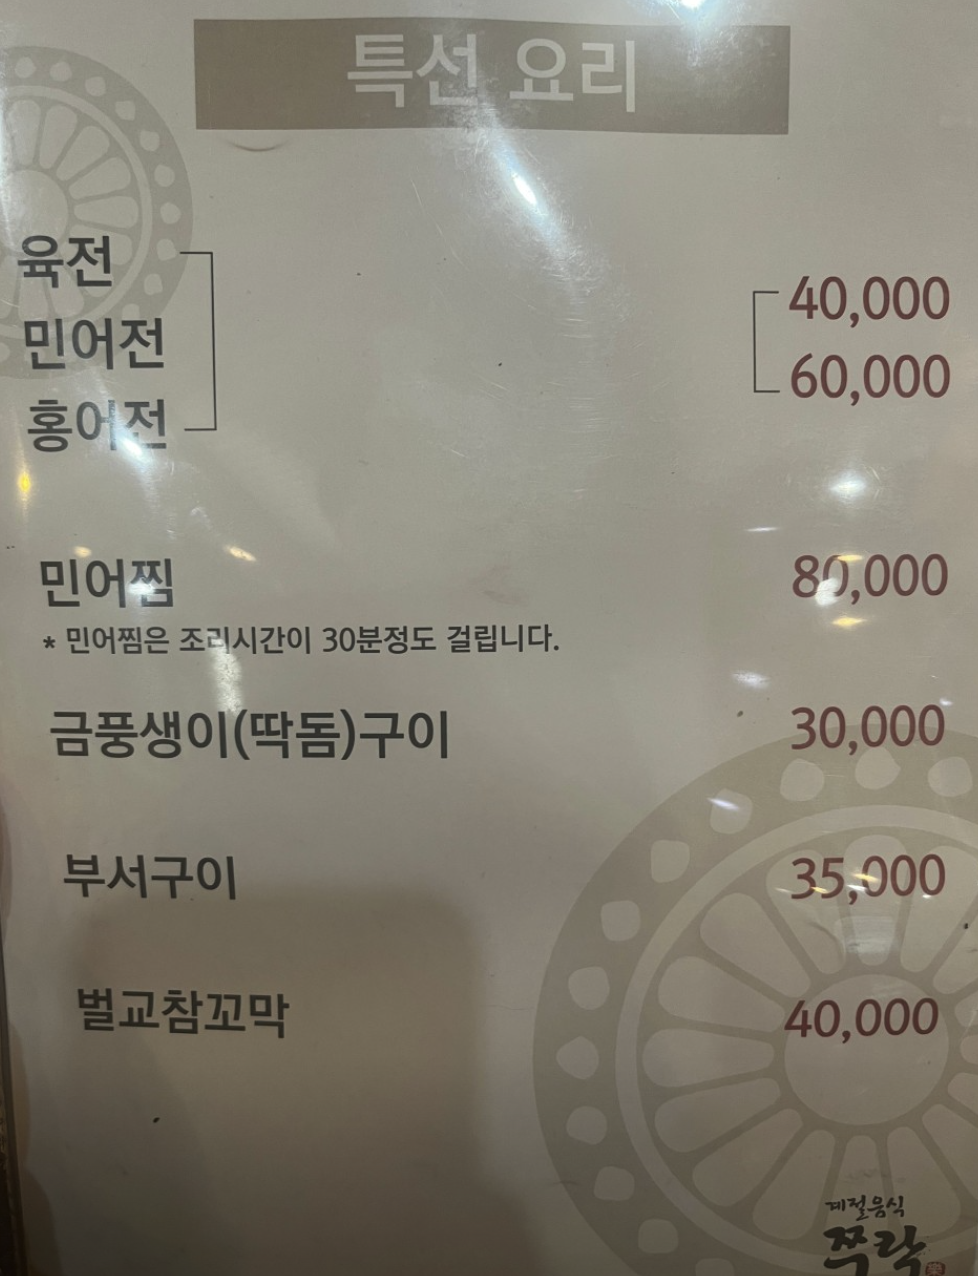 특선 요리
육전
민어전
홍어전
40,000
60,000
민어찜 80,000
* 민어찜은 조리시간이 30분정도 걸립니다.
금풍생이(딱돔)구이 30,000
부서구이 35,000
벌교참꼬막 40,000
계절음식